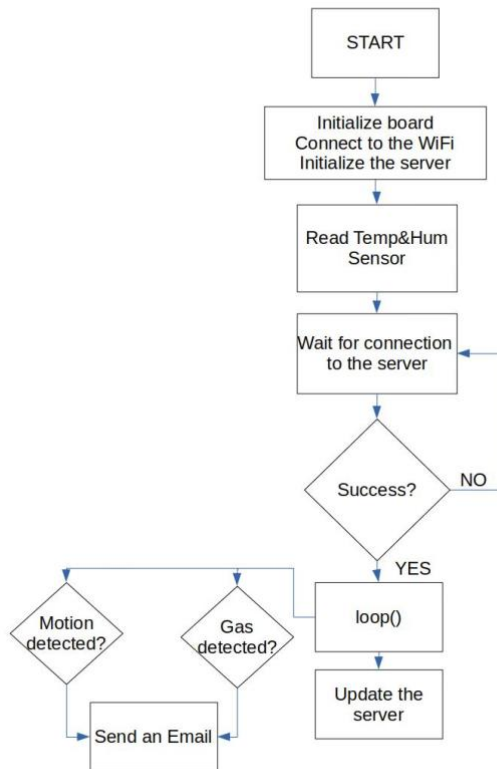 START
Initialize board
Connect to the WiFi
Initialize the server
Read Temp&Hum
Sensor
Wait for connection
to the server
Success?
NO
YES
Motion
detected?
Gas
detected?
loop()
Update the
server
Send an Email